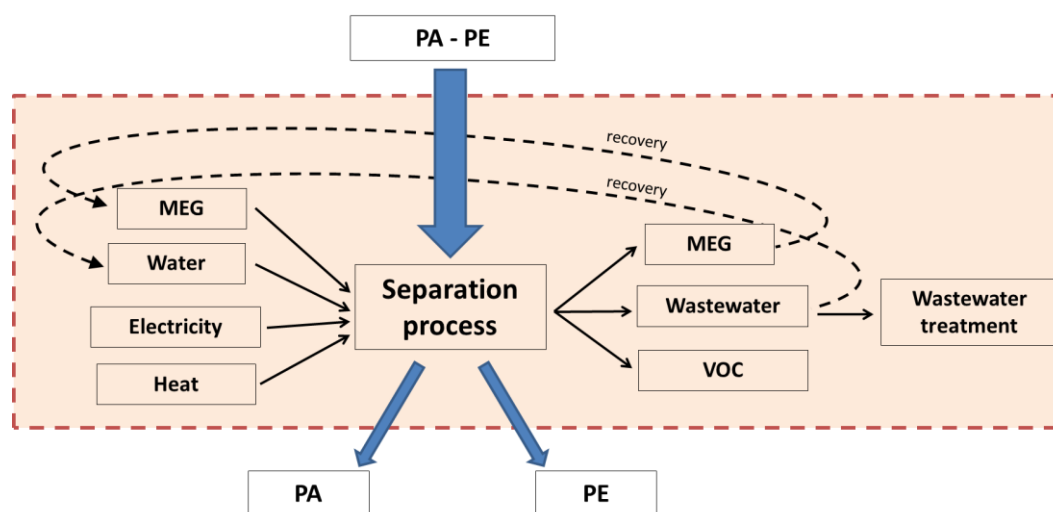 PA - PE
recovery
recovery
MEG
Water
Electricity
Heat
Separation
process
MEG
Wastewater
VOC
Wastewater
treatment
PA
PE